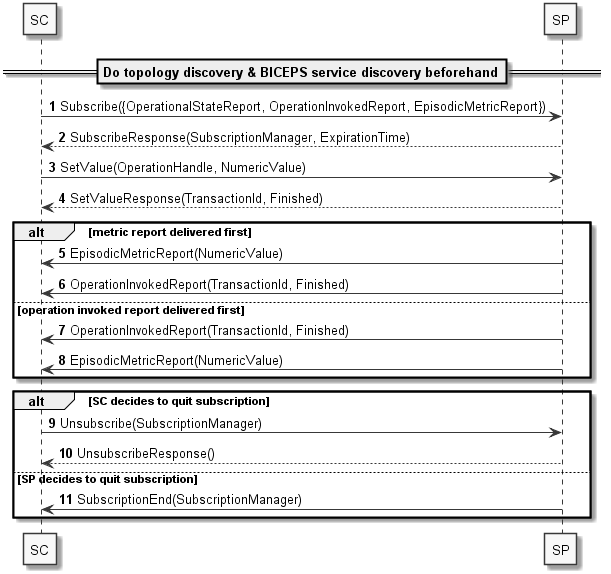 SC SP
Do topology discovery & BICEPS service discovery beforehand
1 Subscribe({OperationalStateReport, OperationInvokedReport, EpisodicMetricReport})
2 SubscribeResponse(SubscriptionManager, ExpirationTime)
3 SetValue(OperationHandle, NumericValue)
4 SetValueResponse(TransactionId, Finished)
alt [metric report delivered first]
5 EpisodicMetricReport(NumericValue)
6 OperationInvokedReport(TransactionId, Finished)
[operation invoked report delivered first]
7 OperationInvokedReport(TransactionId, Finished)
8 EpisodicMetricReport(NumericValue)
alt [SC decides to quit subscription]
9 Unsubscribe(SubscriptionManager)
10 UnsubscribeResponse()
[SP decides to quit subscription]
11 SubscriptionEnd(SubscriptionManager)
SC SP